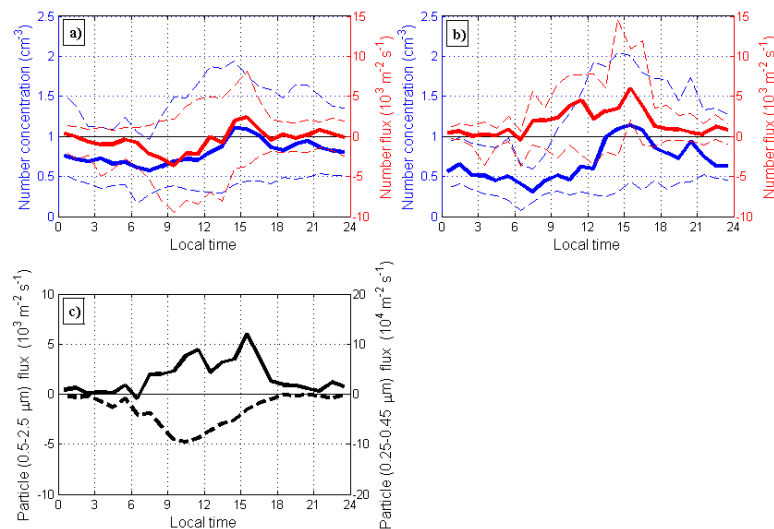 a)
Number concentration (cm⁻³)
2.5
2
1.5
1
0.5
0
15
10
5
0
-5
-10
Number flux (10³ m⁻² s⁻¹)
0 3 6 9 12 15 18 21 24
Local time
b)
Number concentration (cm⁻³)
2.5
2
1.5
1
0.5
0
15
10
5
0
-5
-10
Number flux (10³ m⁻² s⁻¹)
0 3 6 9 12 15 18 21 24
Local time
c)
Particle (0.5-2.5 μm) flux (10³ m⁻² s⁻¹)
10
5
0
-5
-10
20
10
0
-10
-20
Particle (0.25-0.45 μm) flux (10⁴ m⁻² s⁻¹)
0 3 6 9 12 15 18 21 24
Local time